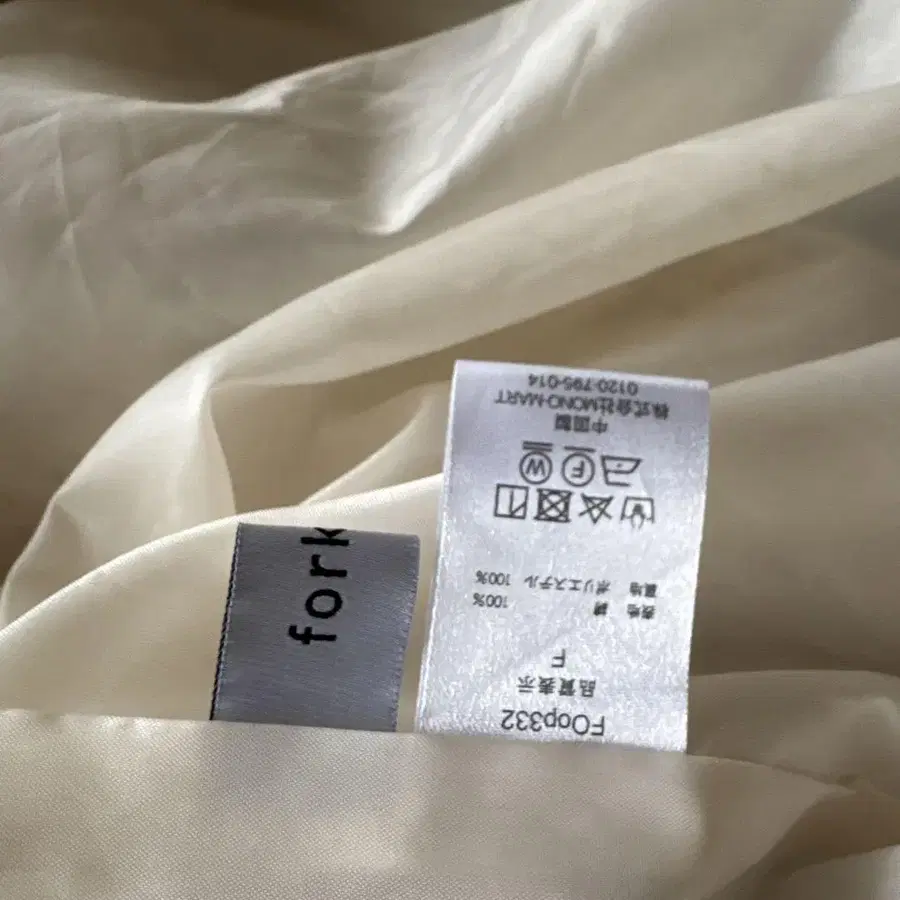 fork
FOop332
品質表示
F
表地 綿 100%
裏地 ポリエステル 100%
W F
中国製
株式会社MONO-MART
0120-795-014